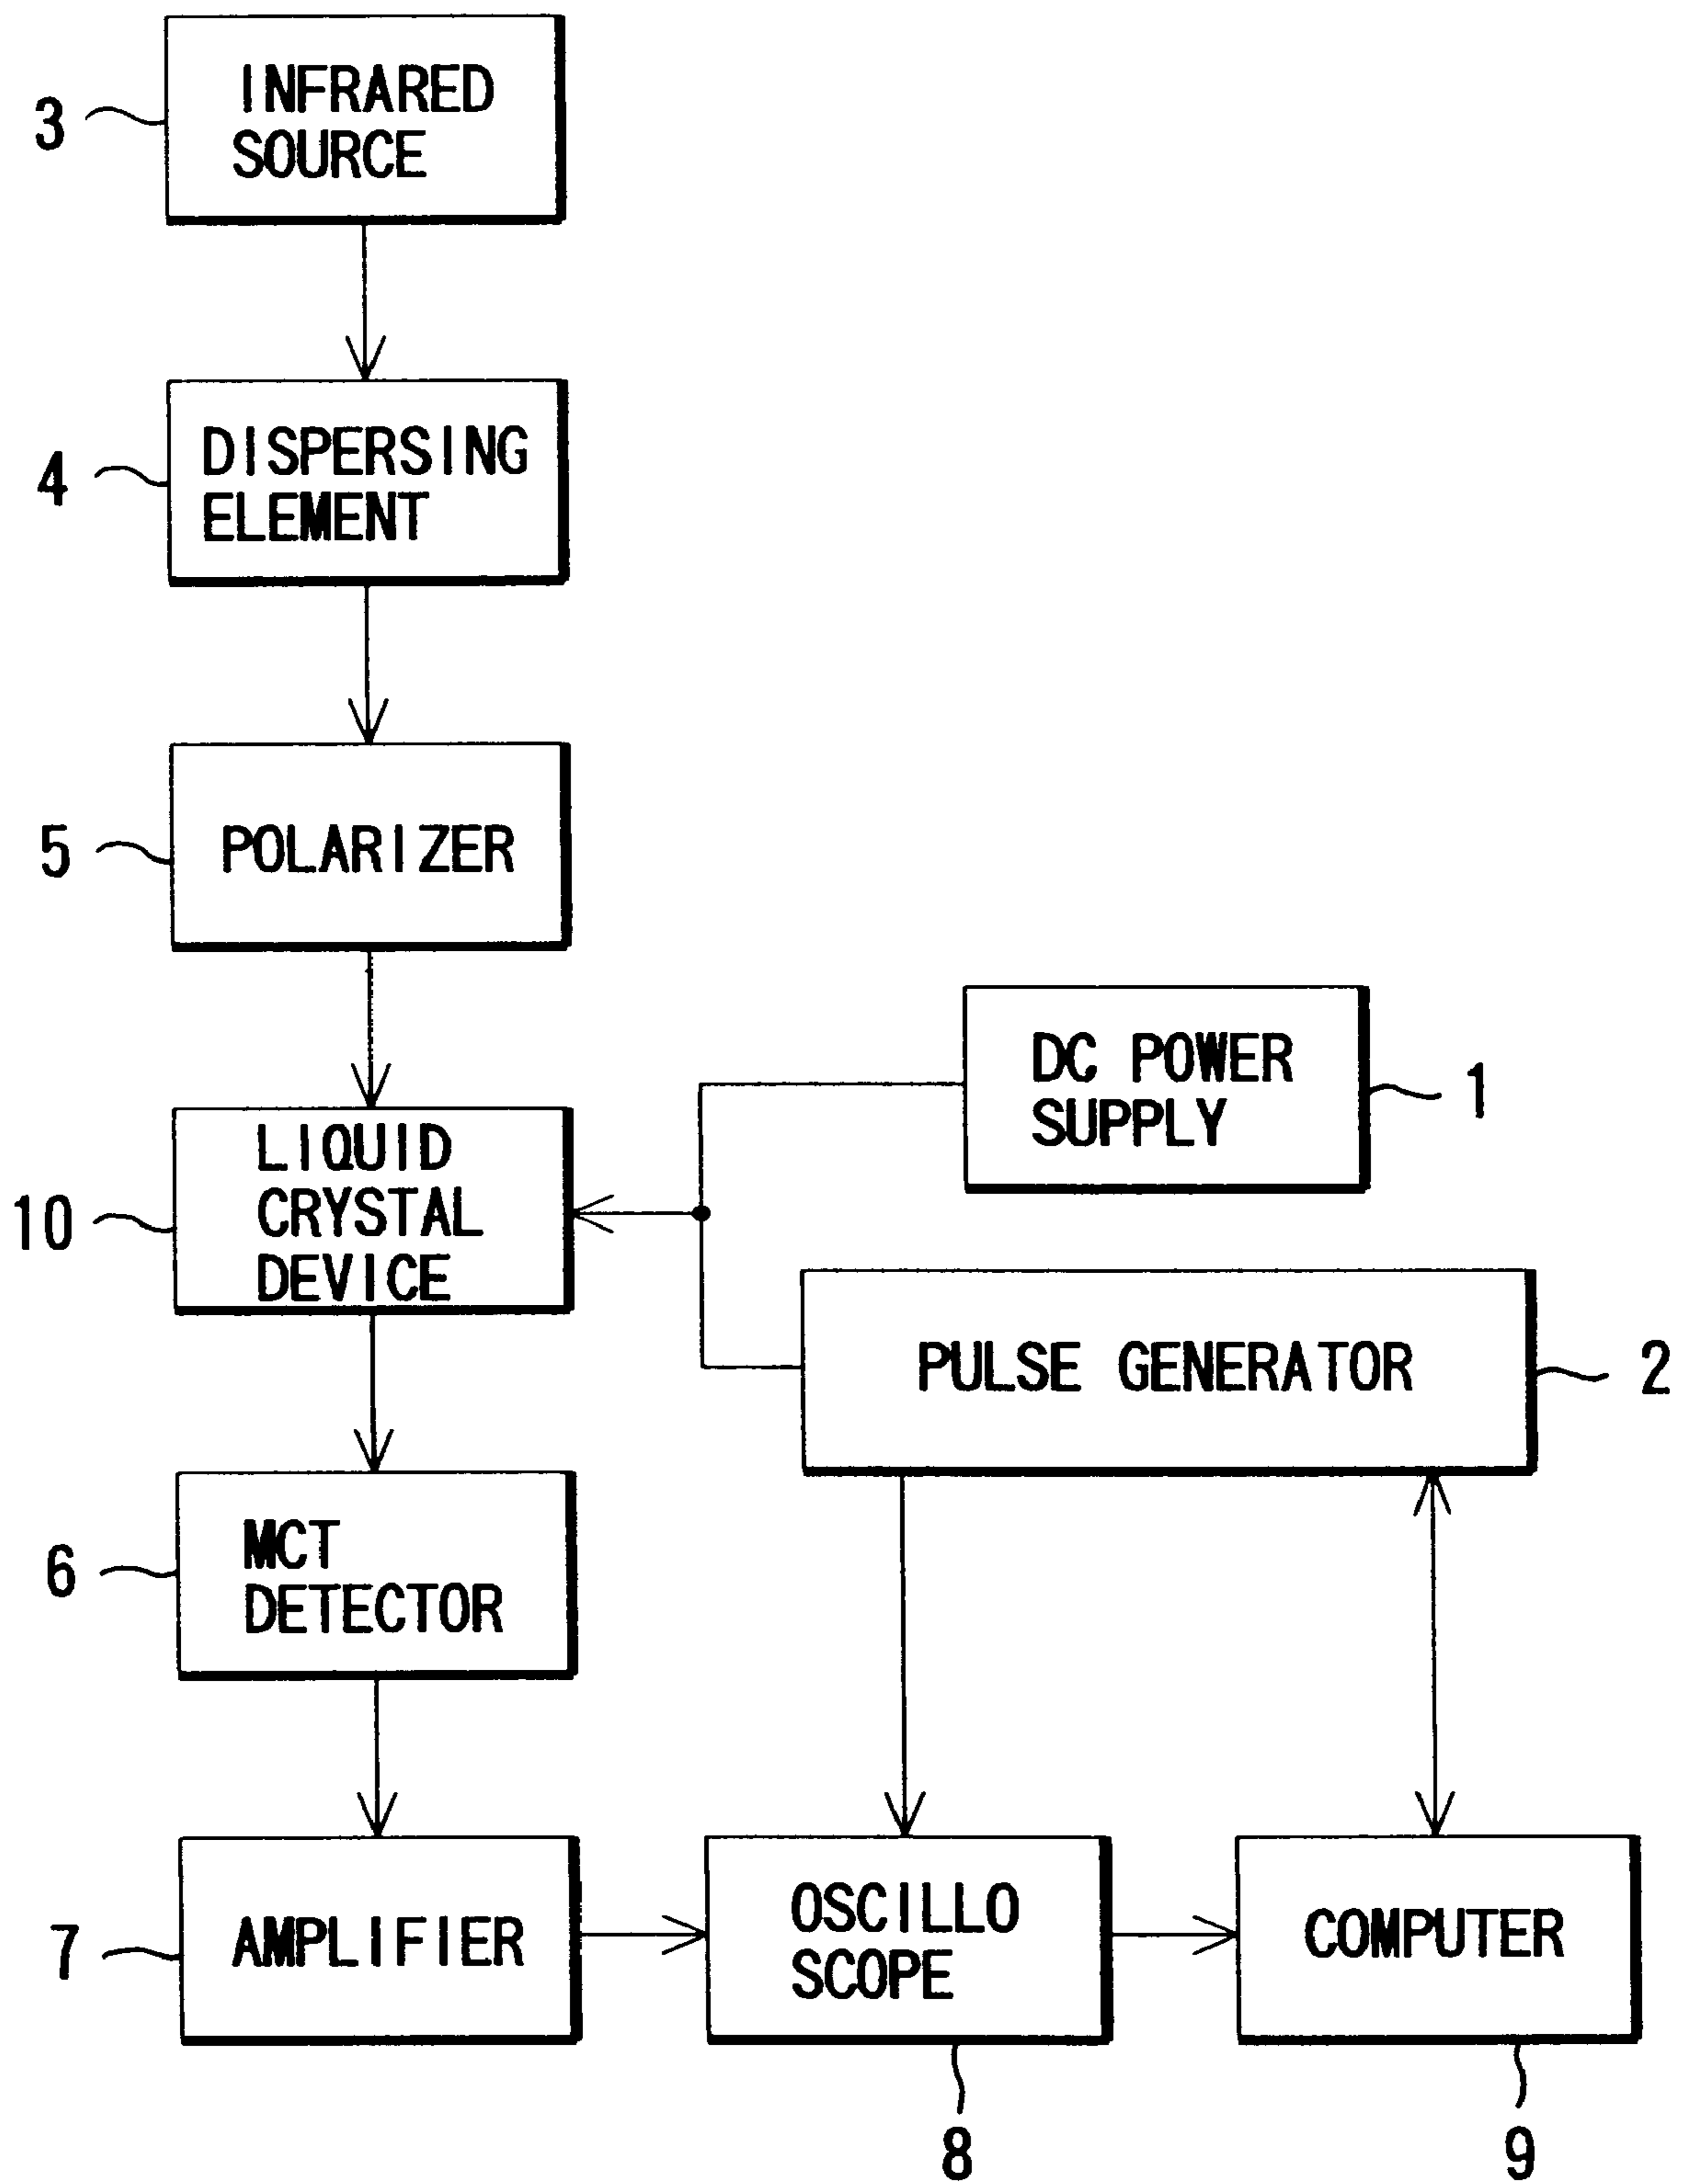 INFRARED
SOURCE
3
DISPERSING
ELEMENT
4
POLARIZER
5
DC POWER
SUPPLY
1
LIQUID
CRYSTAL
DEVICE
10
PULSE GENERATOR
2
MCT
DETECTOR
6
AMPLIFIER
7
OSCILLO
SCOPE
8
COMPUTER
9